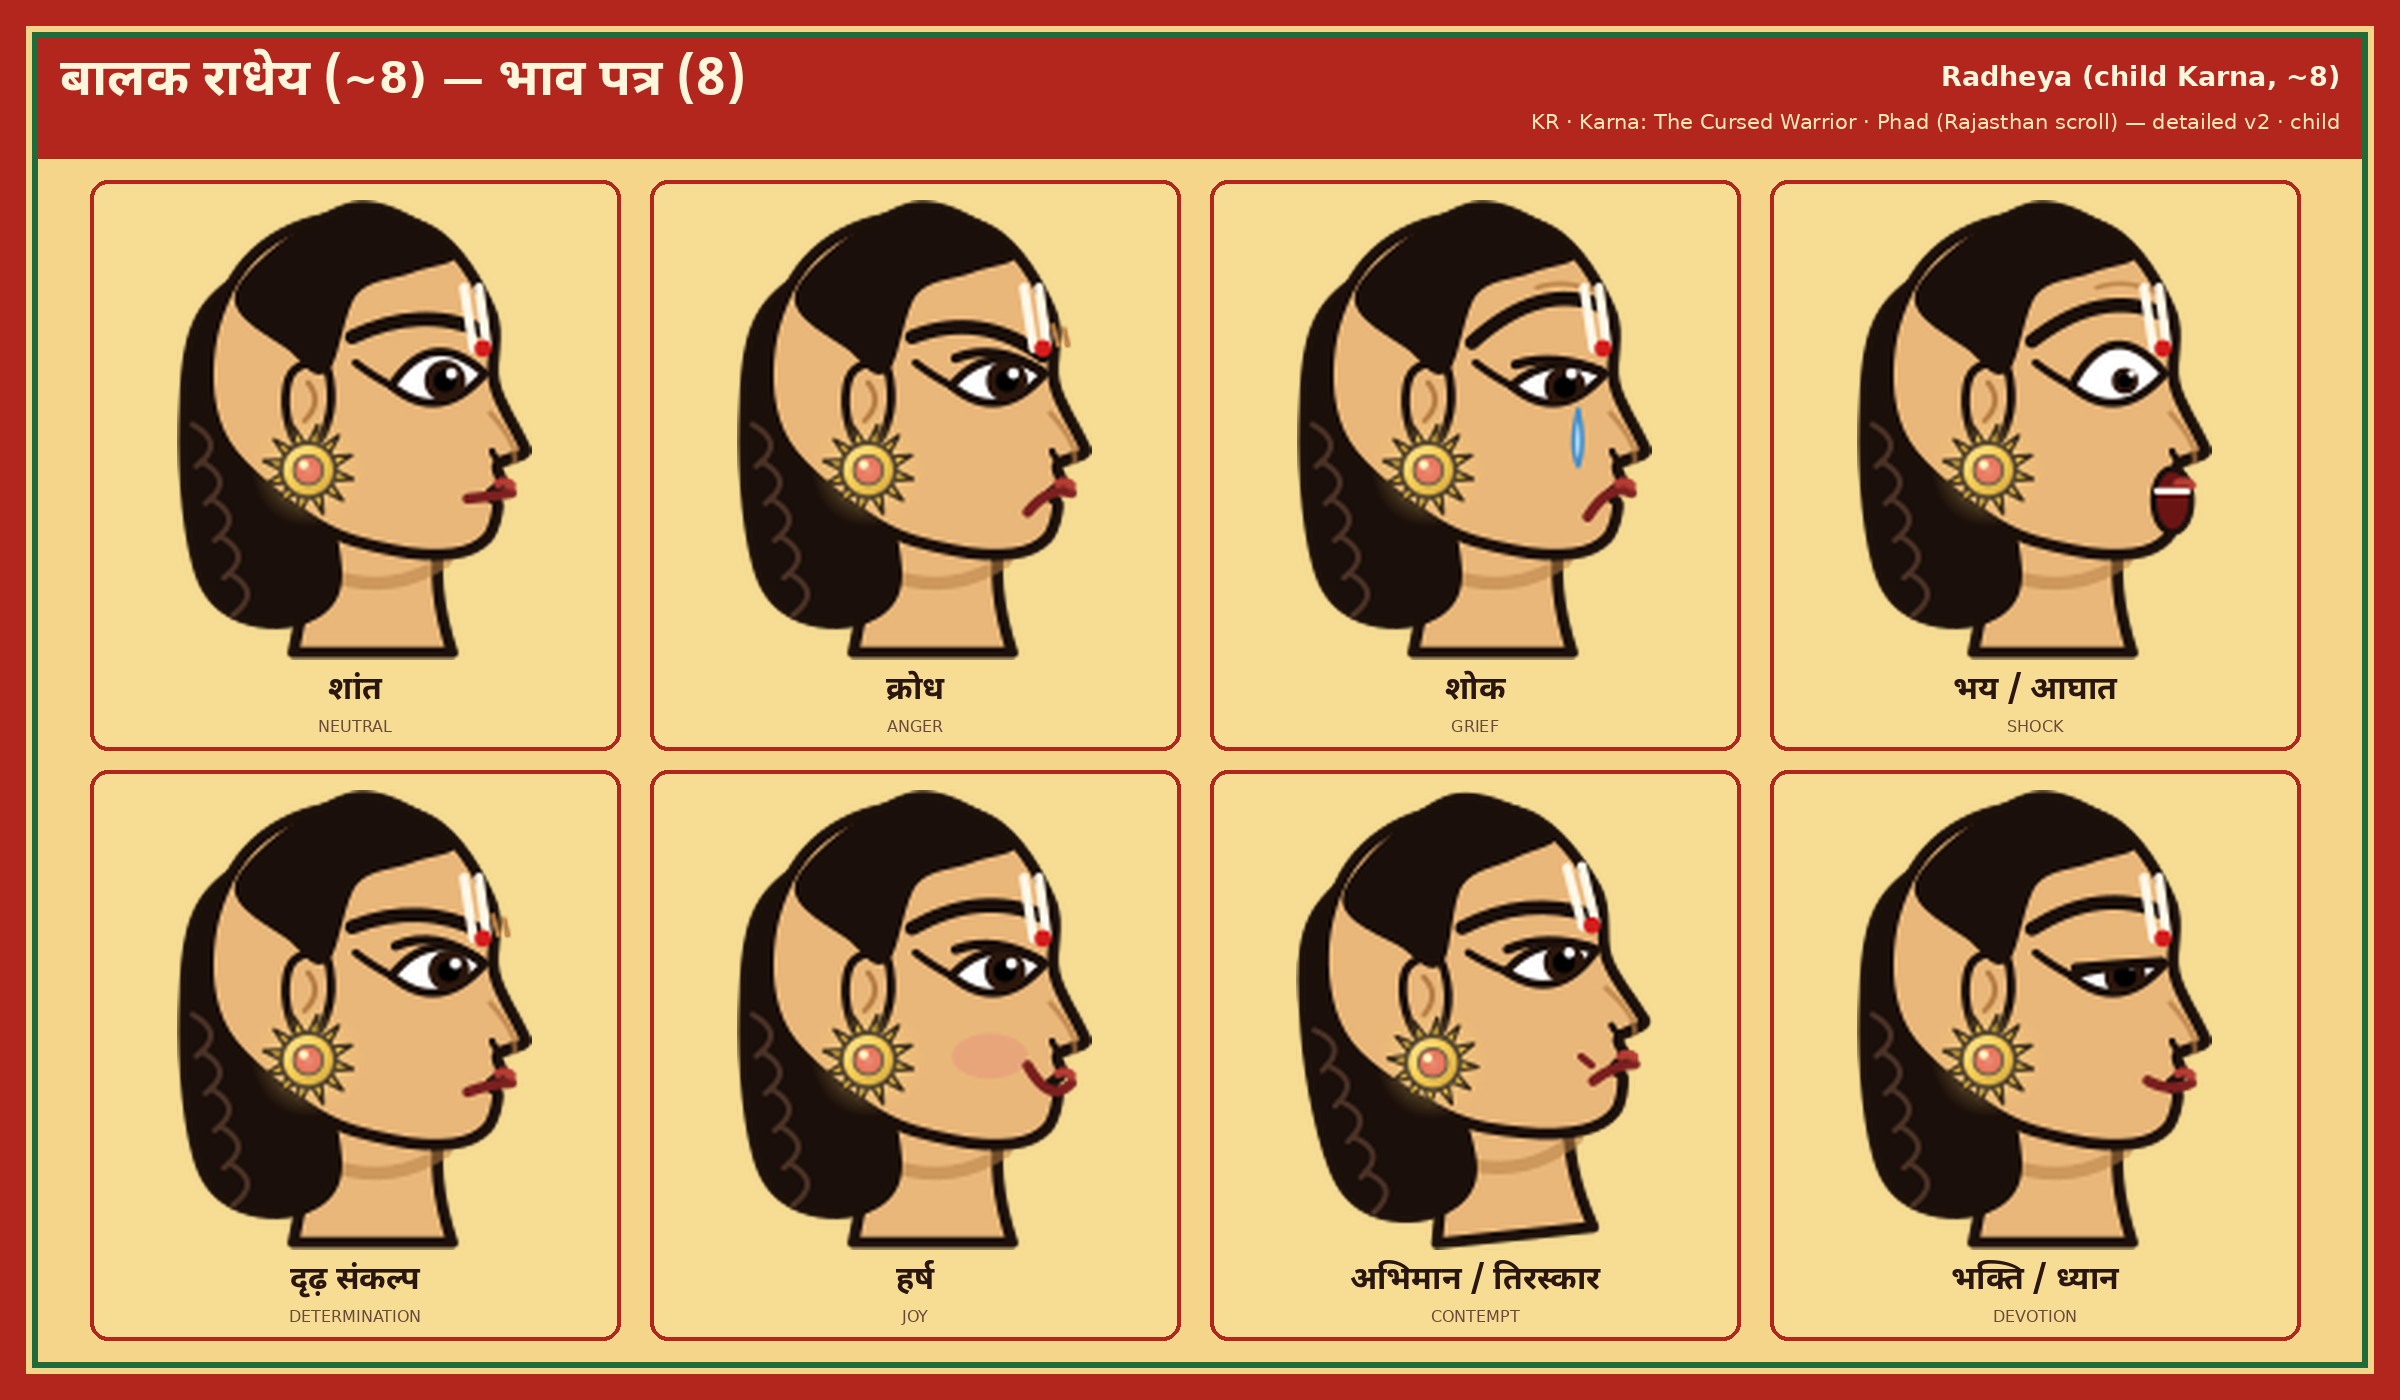 बालक राधेय (~8) — भाव पत्र (8)
Radheya (child Karna, ~8)
KR · Karna: The Cursed Warrior · Phad (Rajasthan scroll) — detailed v2 · child
शांत
NEUTRAL
क्रोध
ANGER
शोक
GRIEF
भय / आघात
SHOCK
दृढ़ संकल्प
DETERMINATION
हर्ष
JOY
अभिमान / तिरस्कार
CONTEMPT
भक्ति / ध्यान
DEVOTION